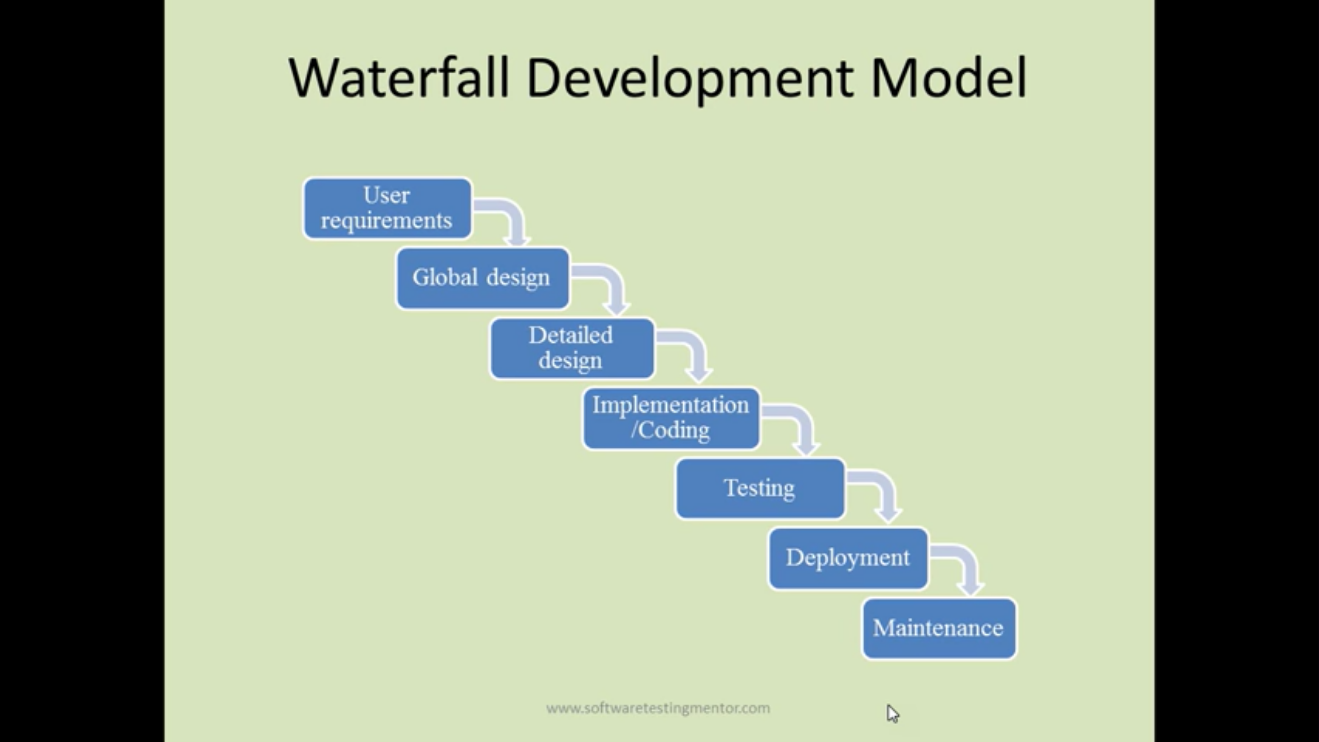 Waterfall Development Model
User
requirements
Global design
Detailed
design
Implementation
/Coding
Testing
Deployment
Maintenance
www.softwaretestingmentor.com